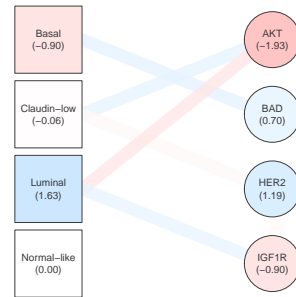 Basal
(−0.90)
Claudin−low
(−0.06)
Luminal
(1.63)
Normal−like
(0.00)
AKT
(−1.93)
BAD
(0.70)
HER2
(1.19)
IGF1R
(−0.90)